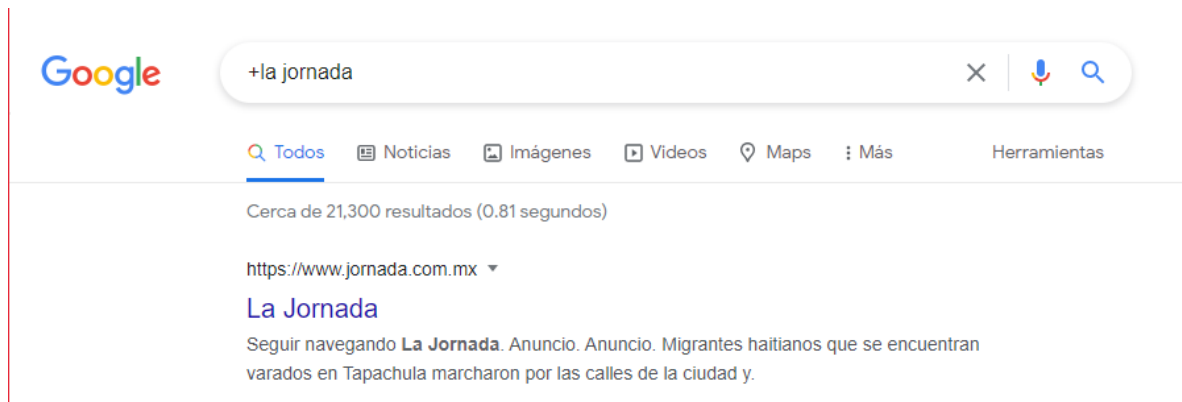 Google
+la jornada
Todos Noticias Imágenes Videos Maps Más Herramientas
Cerca de 21,300 resultados (0.81 segundos)
https://www.jornada.com.mx
La Jornada
Seguir navegando La Jornada. Anuncio. Anuncio. Migrantes haitianos que se encuentran
varados en Tapachula marcharon por las calles de la ciudad y.